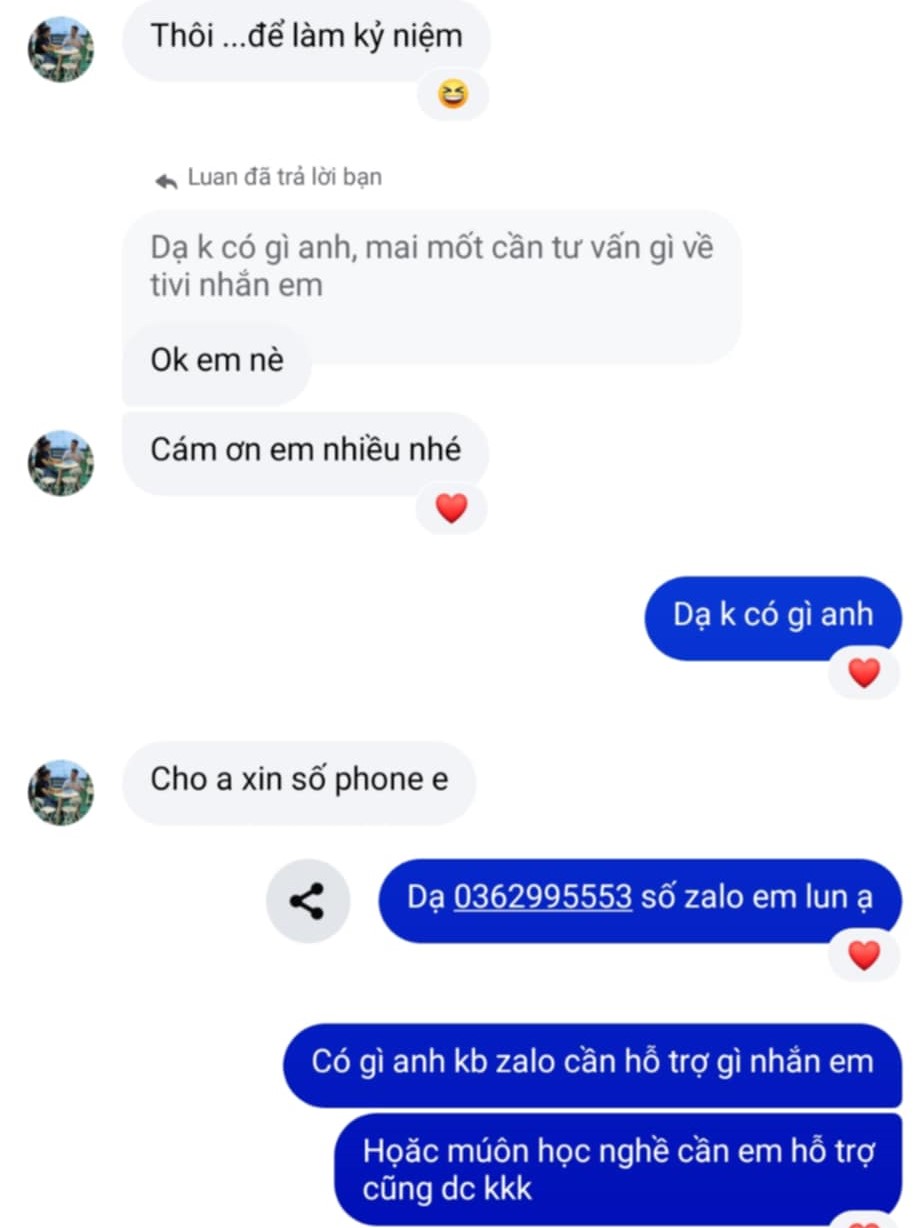 Thôi ...để làm kỷ niệm
Luan đã trả lời bạn
Dạ k có gì anh, mai mốt cần tư vấn gì về
tivi nhắn em
Ok em nè
Cám ơn em nhiều nhé
Dạ k có gì anh
Cho a xin số phone e
Dạ 0362995553 số zalo em lun ạ
Có gì anh kb zalo cần hỗ trợ gì nhắn em
Họăc múôn học nghề cần em hỗ trợ
cũng dc kkk